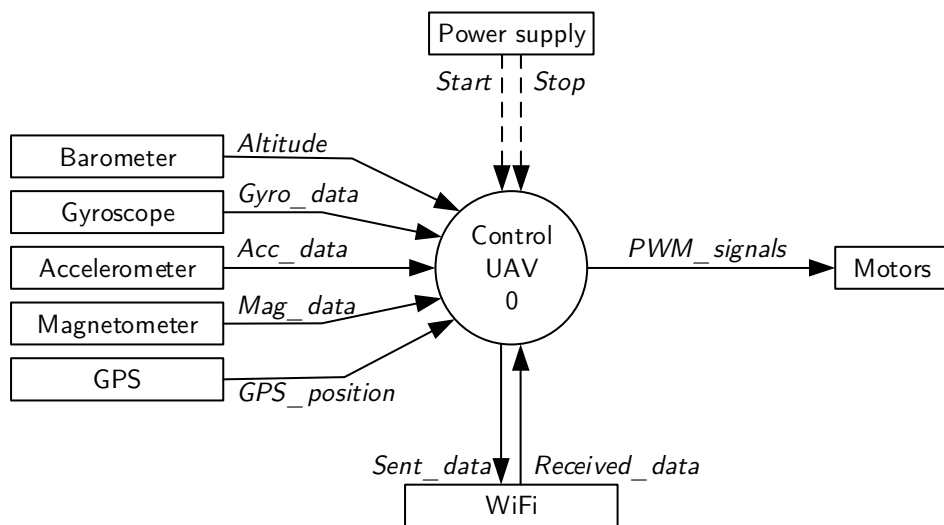 Power supply
Start
Stop
Barometer
Altitude
Gyroscope
Gyro_data
Accelerometer
Acc_data
Magnetometer
Mag_data
GPS
GPS_position
Control
UAV
0
PWM_signals
Motors
Sent_data
Received_data
WiFi